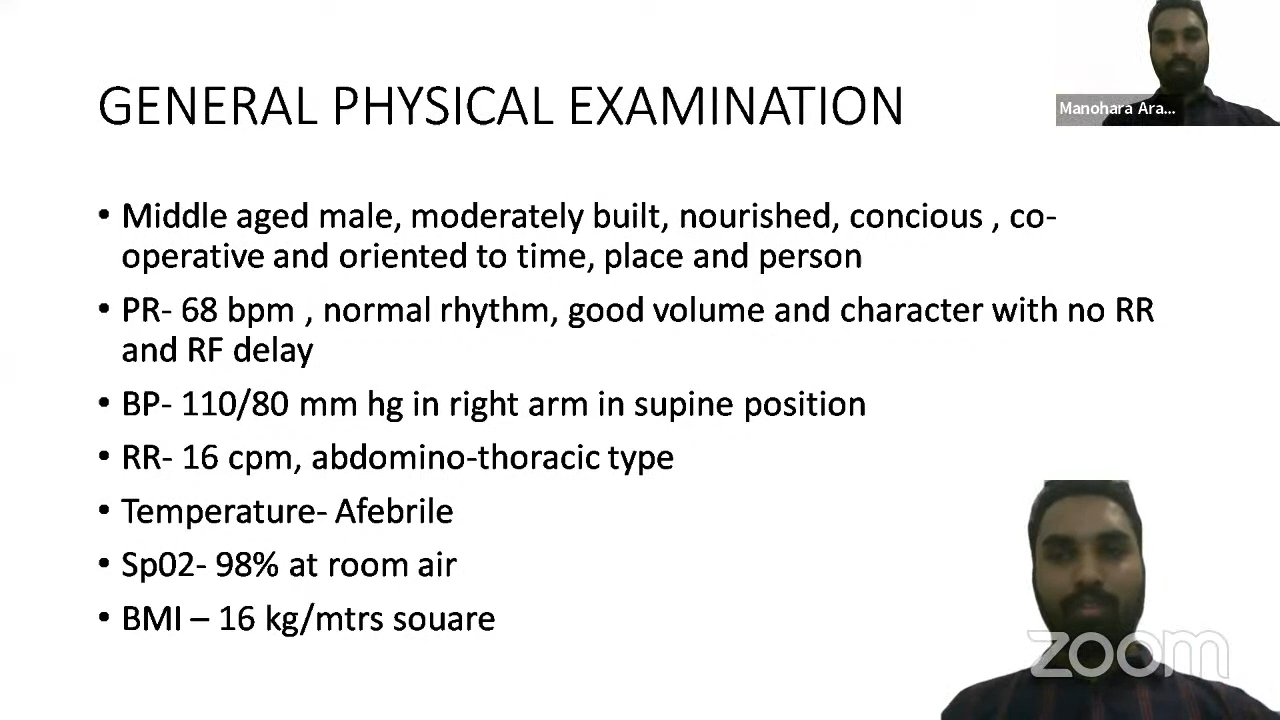 GENERAL PHYSICAL EXAMINATION
Manohara Ara...
• Middle aged male, moderately built, nourished, concious , co-
operative and oriented to time, place and person
• PR- 68 bpm , normal rhythm, good volume and character with no RR
and RF delay
• BP- 110/80 mm hg in right arm in supine position
• RR- 16 cpm, abdomino-thoracic type
• Temperature- Afebrile
• Sp02- 98% at room air
• BMI – 16 kg/mtrs souare
zoom